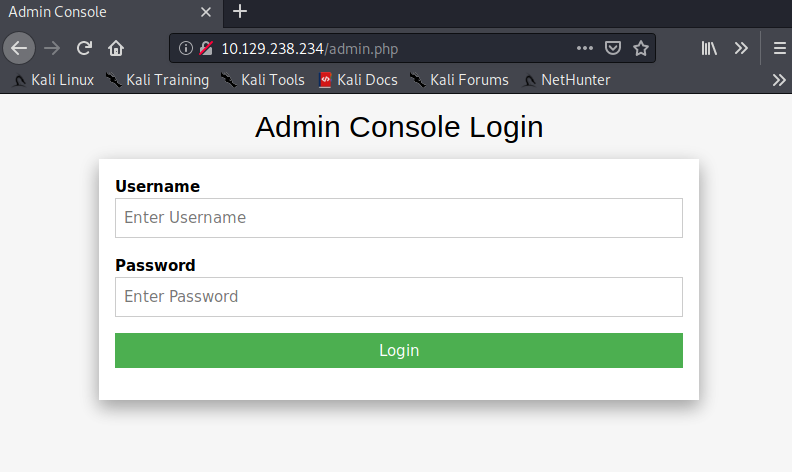 Admin Console
10.129.238.234/admin.php
Kali Linux Kali Training Kali Tools Kali Docs Kali Forums NetHunter
Admin Console Login
Username
Enter Username
Password
Enter Password
Login